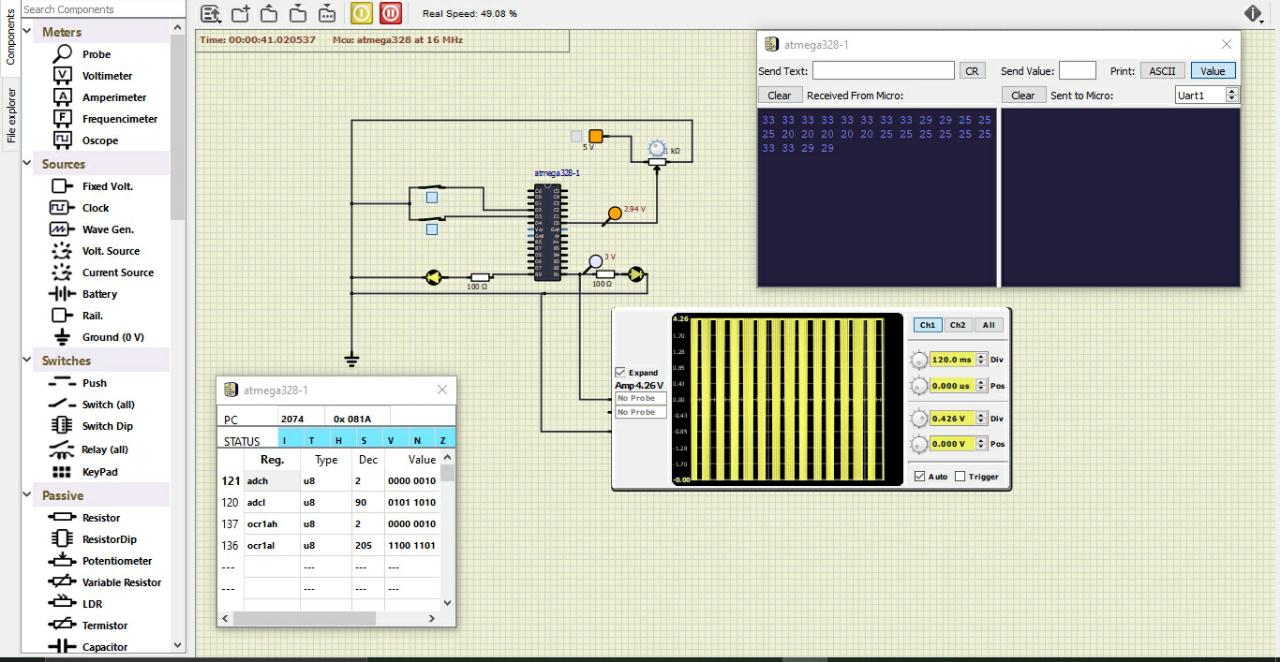 Components
File explorer
Search Components
Meters
Probe
Voltimeter
Amperimeter
Frequencimeter
Oscope
Sources
Fixed Volt.
Clock
Wave Gen.
Volt. Source
Current Source
Battery
Rail.
Ground (0 V)
Switches
Push
Switch (all)
Switch Dip
Relay (all)
KeyPad
Passive
Resistor
ResistorDip
Potentiometer
Variable Resistor
LDR
Termistor
Capacitor
Real Speed: 49.08 %
Time: 00:00:41.020537 Mcu: atmega328 at 16 MHz
5 V
kΩ
atmega328-1
2.94 V
3 V
100 Ω
100 Ω
atmega328-1
Send Text: CR Send Value: Print: ASCII Value
Clear Received From Micro: Clear Sent to Micro: Uart1
33 33 33 33 33 33 33 33 29 29 25 25
25 20 20 20 20 20 25 25 25 25 25 25
33 33 29 29
Expand
Amp 4.26 V
No Probe
No Probe
4.26
1.70
1.28
0.85
0.43
0.00
-0.43
-0.85
-1.28
-1.70
-0.00
Ch1 Ch2 All
120.0 ms Div
0.000 us Pos
0.426 V Div
0.000 V Pos
Auto Trigger
atmega328-1
PC 2074 0x 081A
STATUS I T H S V N Z
Reg. Type Dec Value
121 adch u8 2 0000 0010
120 adcl u8 90 0101 1010
137 ocr1ah u8 2 0000 0010
136 ocr1al u8 205 1100 1101
--- --- --- ---
--- --- --- ---